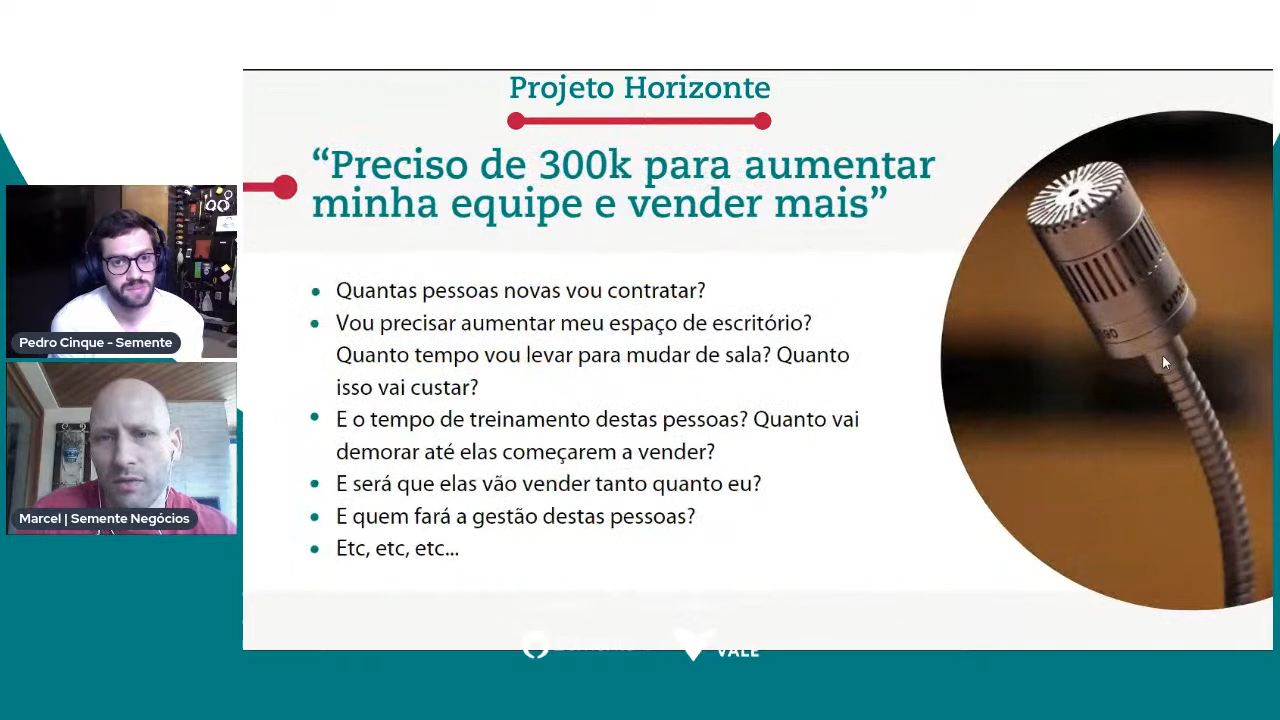 Projeto Horizonte
“Preciso de 300k para aumentar
minha equipe e vender mais”
• Quantas pessoas novas vou contratar?
• Vou precisar aumentar meu espaço de escritório?
Quanto tempo vou levar para mudar de sala? Quanto
isso vai custar?
• E o tempo de treinamento destas pessoas? Quanto vai
demorar até elas começarem a vender?
• E será que elas vão vender tanto quanto eu?
• E quem fará a gestão destas pessoas?
• Etc, etc, etc...
Pedro Cinque - Semente
Marcel | Semente Negócios
VALE